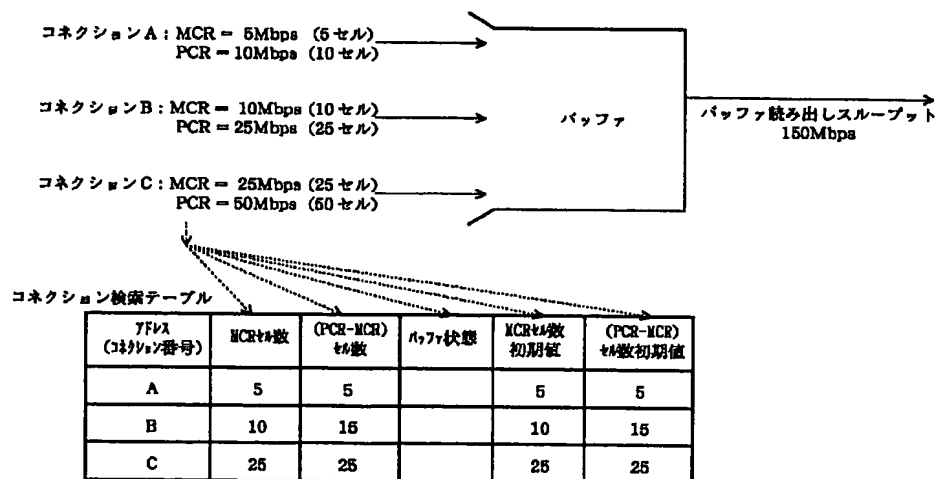 コネクションA：MCR = 5Mbps (5セル)
PCR = 10Mbps (10セル)
コネクションB：MCR = 10Mbps (10セル)
PCR = 25Mbps (25セル)
コネクションC：MCR = 25Mbps (25セル)
PCR = 50Mbps (50セル)
バッファ
バッファ読み出しスループット
150Mbps
コネクション検索テーブル
アドレス (コネクション番号) MCRセル数 (PCR-MCR) セル数 バッファ状態 MCRセル数 初期値 (PCR-MCR) セル数初期値
A 5 5 5 5
B 10 15 10 15
C 25 25 25 25